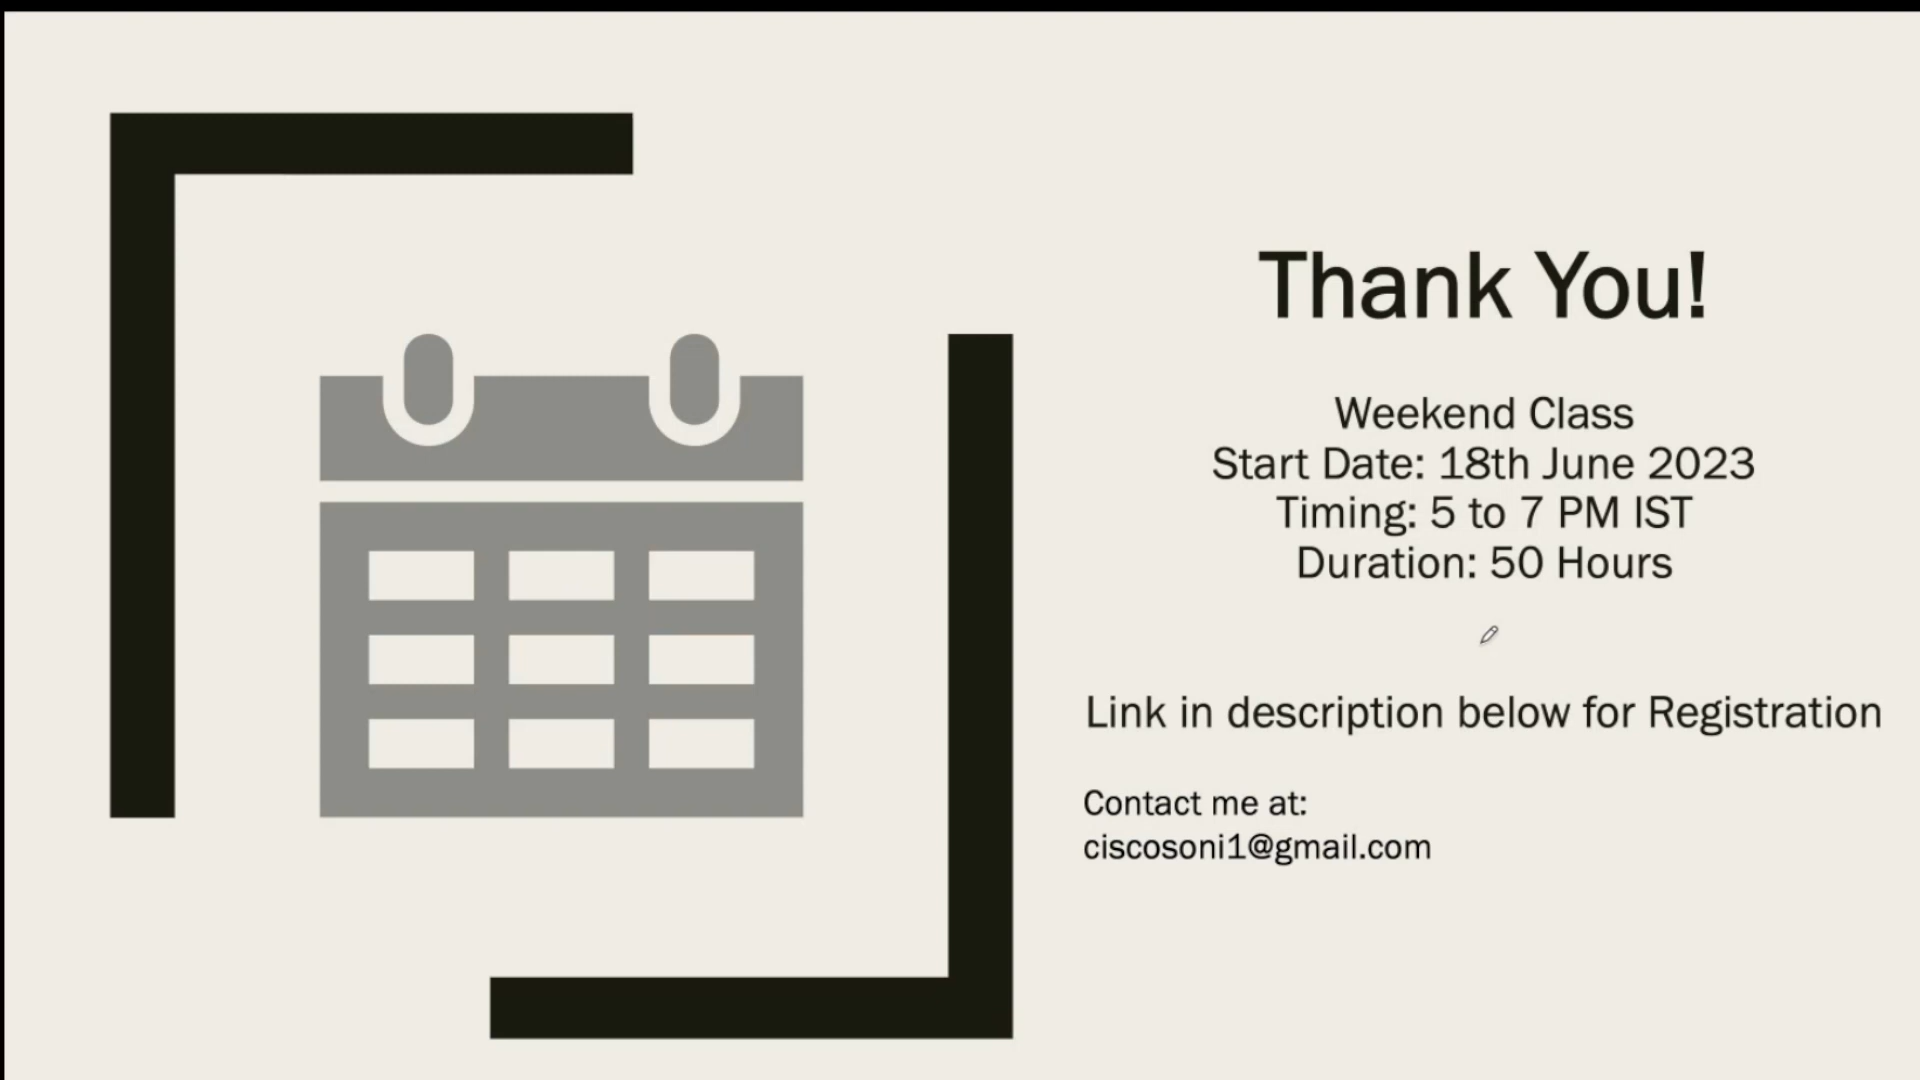 Thank You!
Weekend Class
Start Date: 18th June 2023
Timing: 5 to 7 PM IST
Duration: 50 Hours
Link in description below for Registration
Contact me at:
ciscosoni1@gmail.com